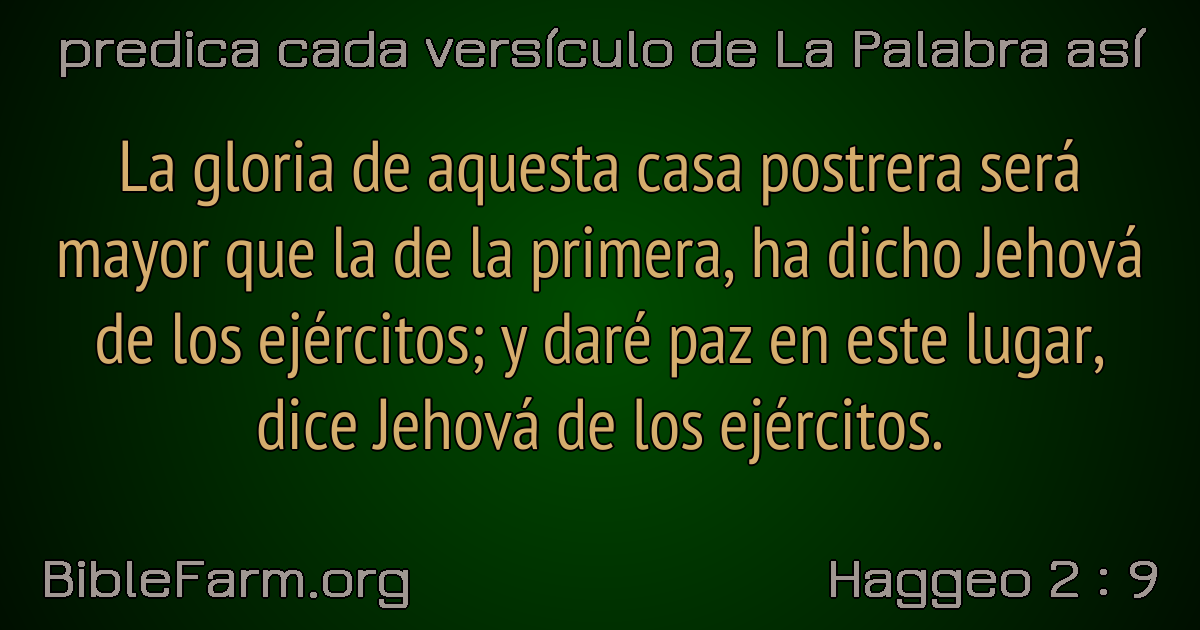 predica cada versículo de La Palabra así
La gloria de aquesta casa postrera será
mayor que la de la primera, ha dicho Jehová
de los ejércitos; y daré paz en este lugar,
dice Jehová de los ejércitos.
BibleFarm.org
Haggeo 2 : 9